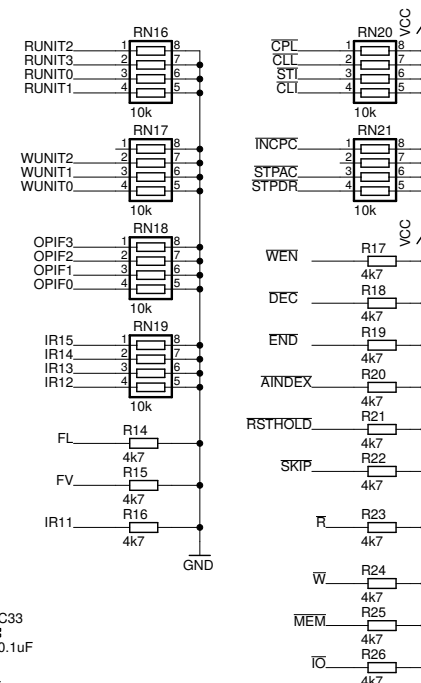 RN16
RUNIT2 1 8
RUNIT3 2 7
RUNIT0 3 6
RUNIT1 4 5
10k
RN17
1 8
WUNIT2 2 7
WUNIT1 3 6
WUNIT0 4 5
10k
RN18
OPIF3 1 8
OPIF2 2 7
OPIF1 3 6
OPIF0 4 5
10k
RN19
IR15 1 8
IR14 2 7
IR13 3 6
IR12 4 5
10k
R14
FL
4k7
R15
FV
4k7
R16
IR11
4k7
GND
C33
0.1uF
VCC
RN20
CPL 1 8
CLL 2 7
STI 3 6
CLI 4 5
10k
RN21
INCPC 1 8
2 7
STPAC 3 6
STPDR 4 5
10k
VCC
R17
WEN
4k7
R18
DEC
4k7
R19
END
4k7
R20
AINDEX
4k7
R21
RSTHOLD
4k7
R22
SKIP
4k7
R23
R
4k7
R24
W
4k7
R25
MEM
4k7
R26
IO
4k7